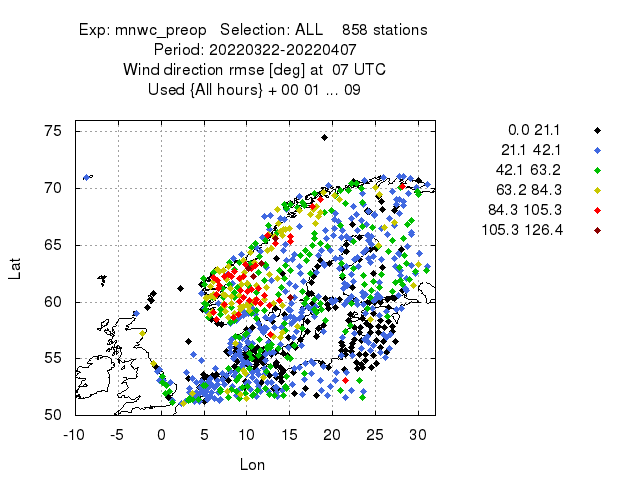 Exp: mnwc_preop   Selection: ALL    858 stations
Period: 20220322-20220407
Wind direction rmse [deg] at  07 UTC
Used {All hours} + 00 01 ... 09
0.0 21.1
21.1 42.1
42.1 63.2
63.2 84.3
84.3 105.3
105.3 126.4
75
70
65
60
55
50
Lat
-10 -5 0 5 10 15 20 25 30
Lon